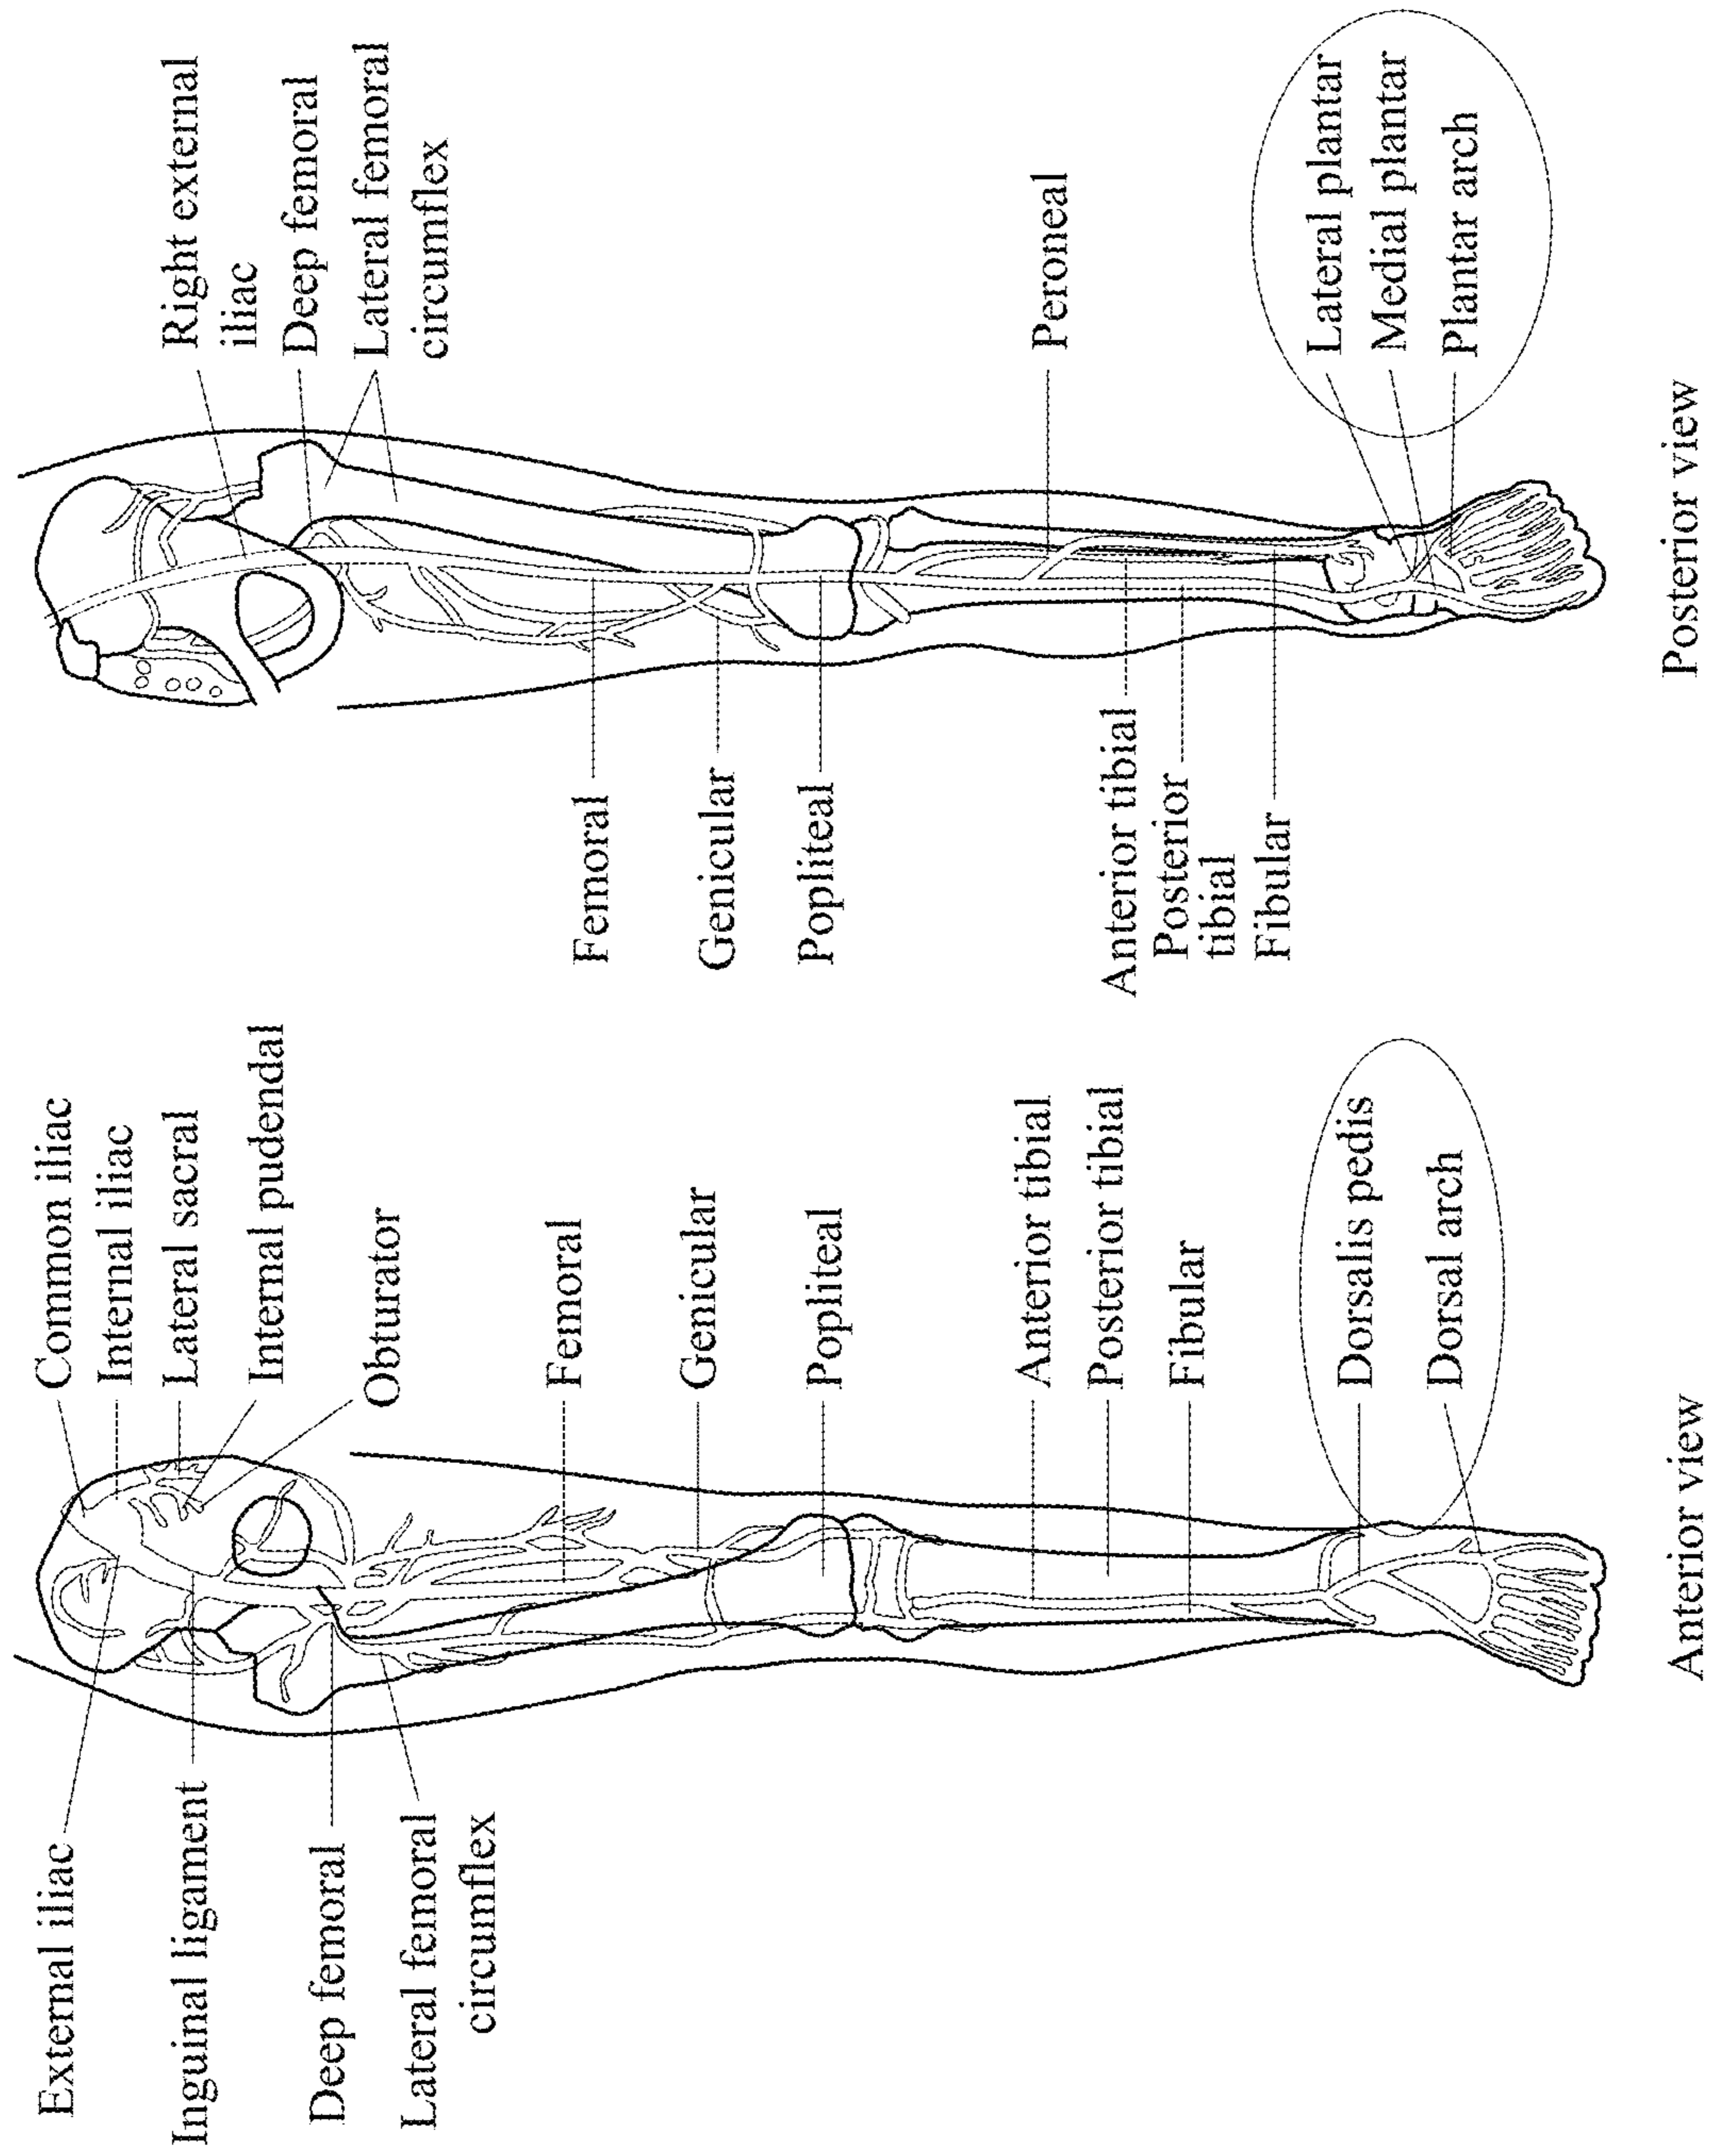 External iliac
Inguinal ligament
Deep femoral
Lateral femoral
circumflex
Common iliac
Internal iliac
Lateral sacral
Internal pudendal
Obturator
Femoral
Genicular
Popliteal
Anterior tibial
Posterior tibial
Fibular
Dorsalis pedis
Dorsal arch
Anterior view
Femoral
Genicular
Popliteal
Anterior tibial
Posterior
tibial
Fibular
Right external
iliac
Deep femoral
Lateral femoral
circumflex
Peroneal
Lateral plantar
Medial plantar
Plantar arch
Posterior view